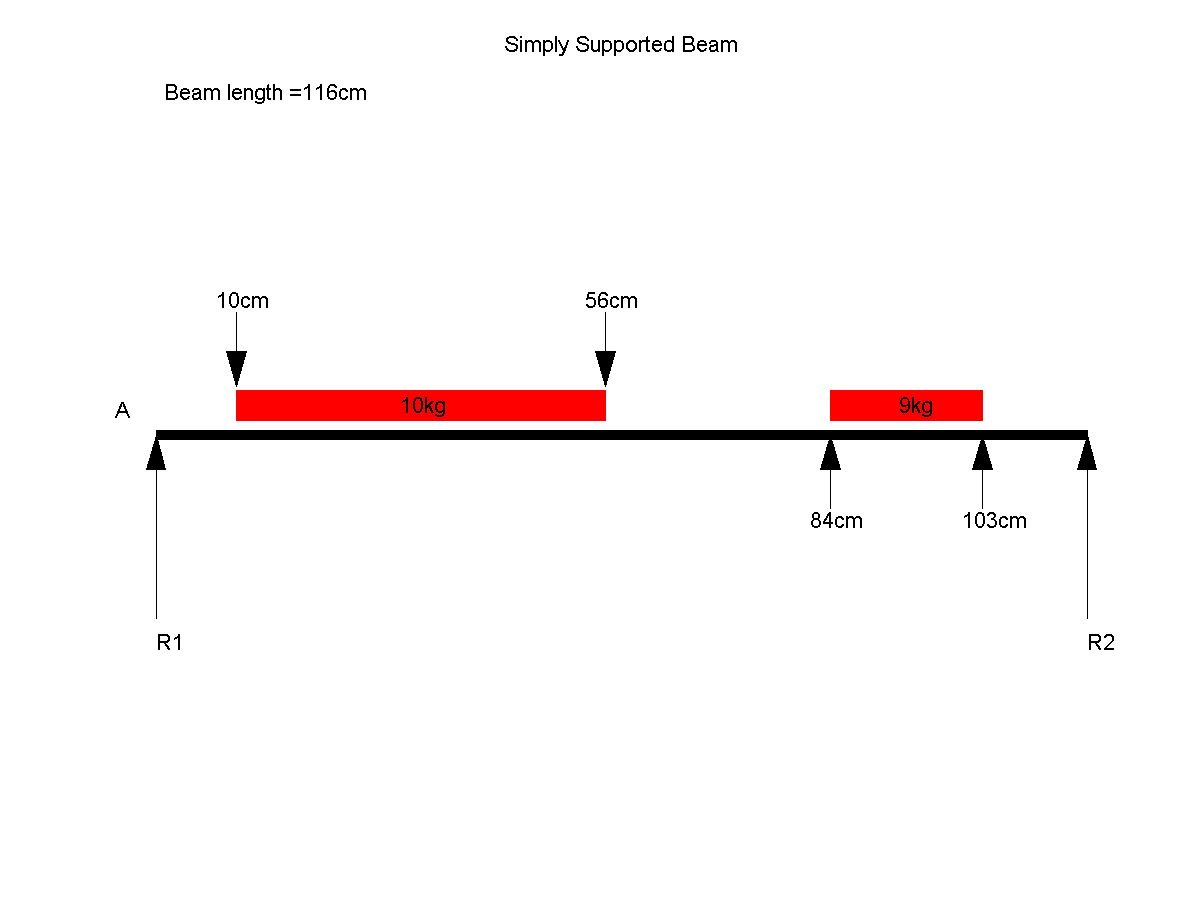 Simply Supported Beam
Beam length =116cm
10cm
56cm
A
10kg
9kg
84cm
103cm
R1
R2